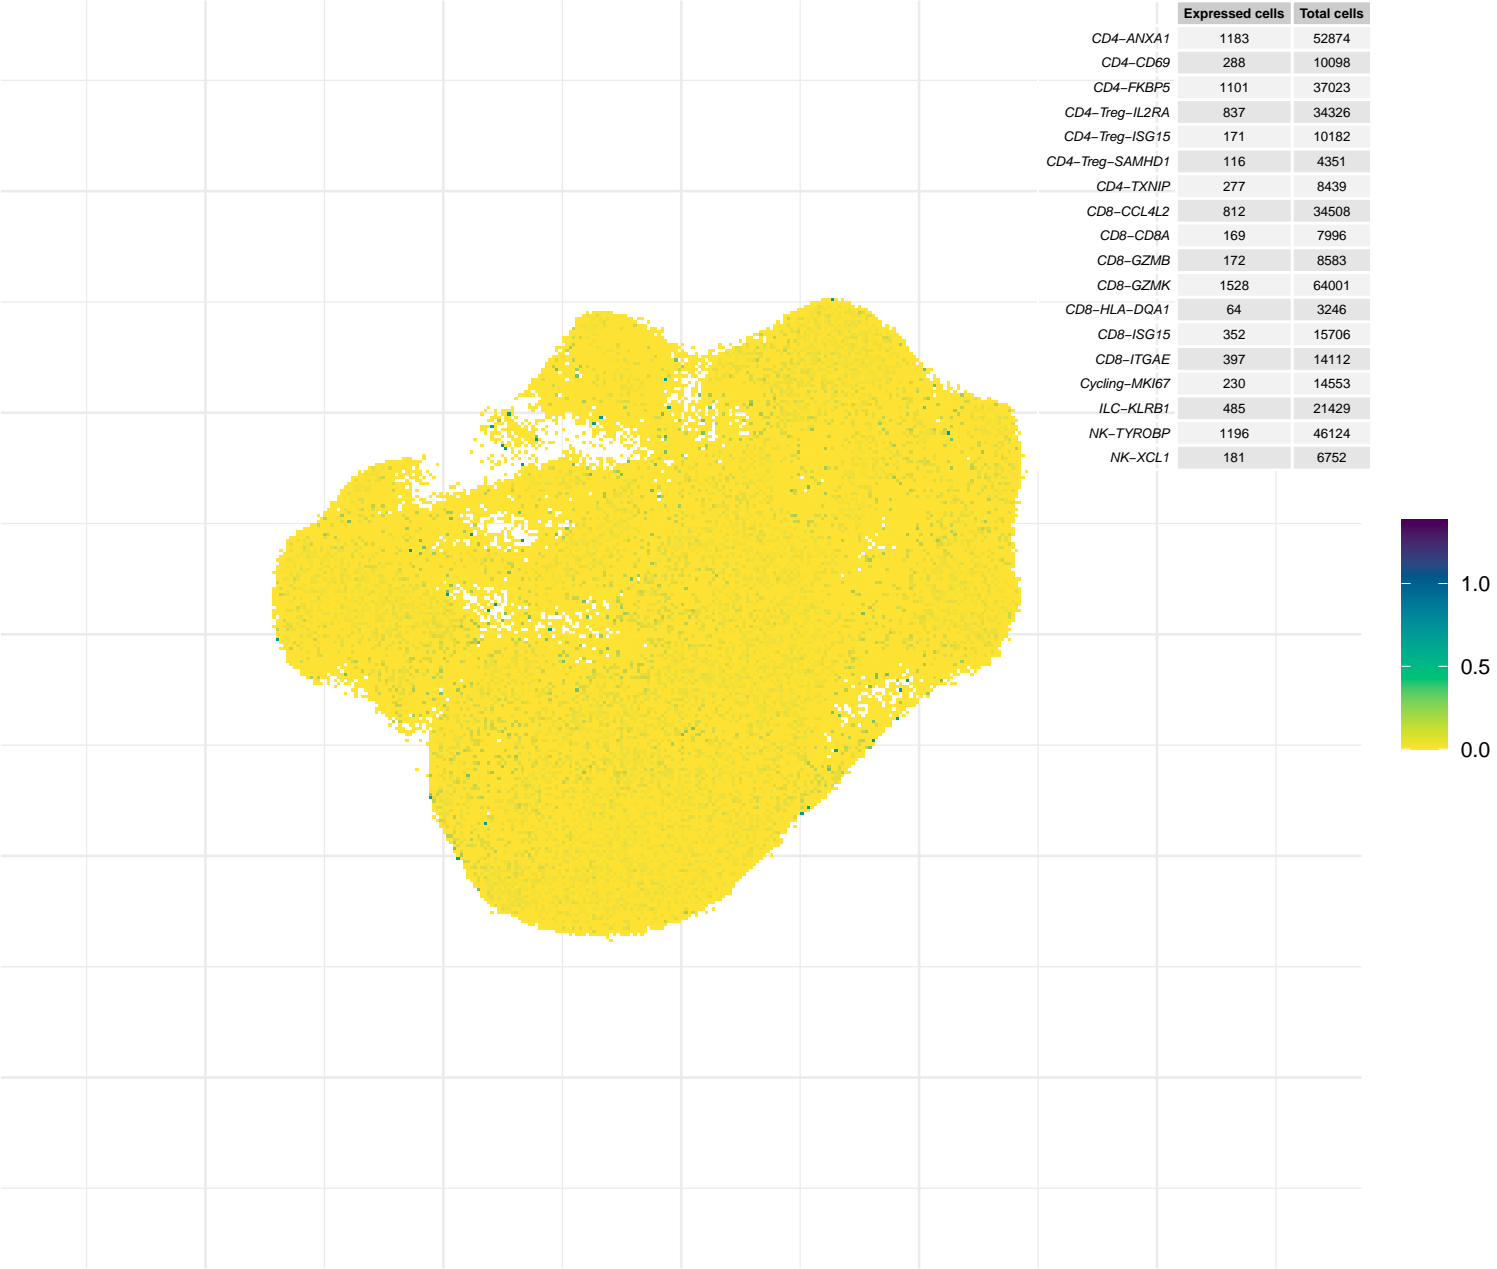 Expressed cells Total cells
CD4−ANXA1 1183 52874
CD4−CD69 288 10098
CD4−FKBP5 1101 37023
CD4−Treg−IL2RA 837 34326
CD4−Treg−ISG15 171 10182
CD4−Treg−SAMHD1 116 4351
CD4−TXNIP 277 8439
CD8−CCL4L2 812 34508
CD8−CD8A 169 7996
CD8−GZMB 172 8583
CD8−GZMK 1528 64001
CD8−HLA−DQA1 64 3246
CD8−ISG15 352 15706
CD8−ITGAE 397 14112
Cycling−MKI67 230 14553
ILC−KLRB1 485 21429
NK−TYROBP 1196 46124
NK−XCL1 181 6752
1.0
0.5
0.0